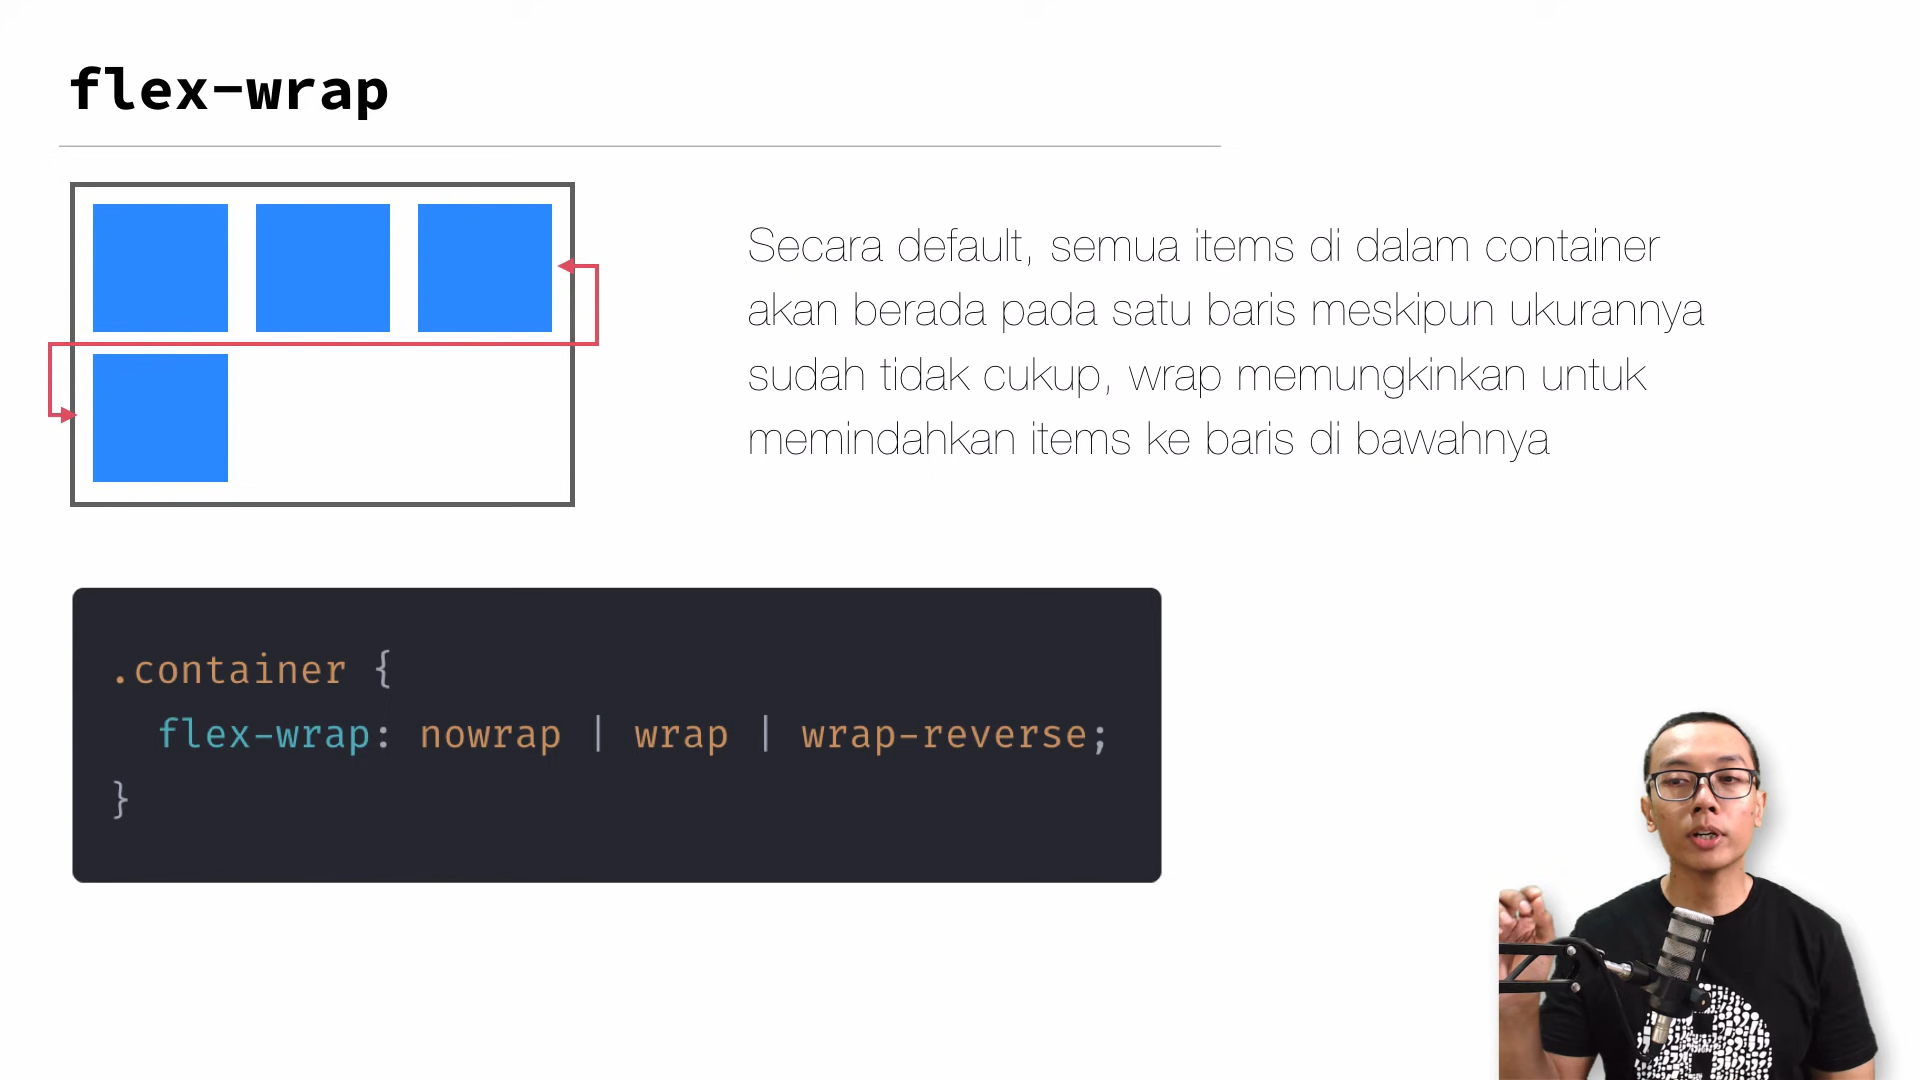 flex-wrap
Secara default, semua items di dalam container
akan berada pada satu baris meskipun ukurannya
sudah tidak cukup, wrap memungkinkan untuk
memindahkan items ke baris di bawahnya
.container {
  flex-wrap: nowrap | wrap | wrap-reverse;
}